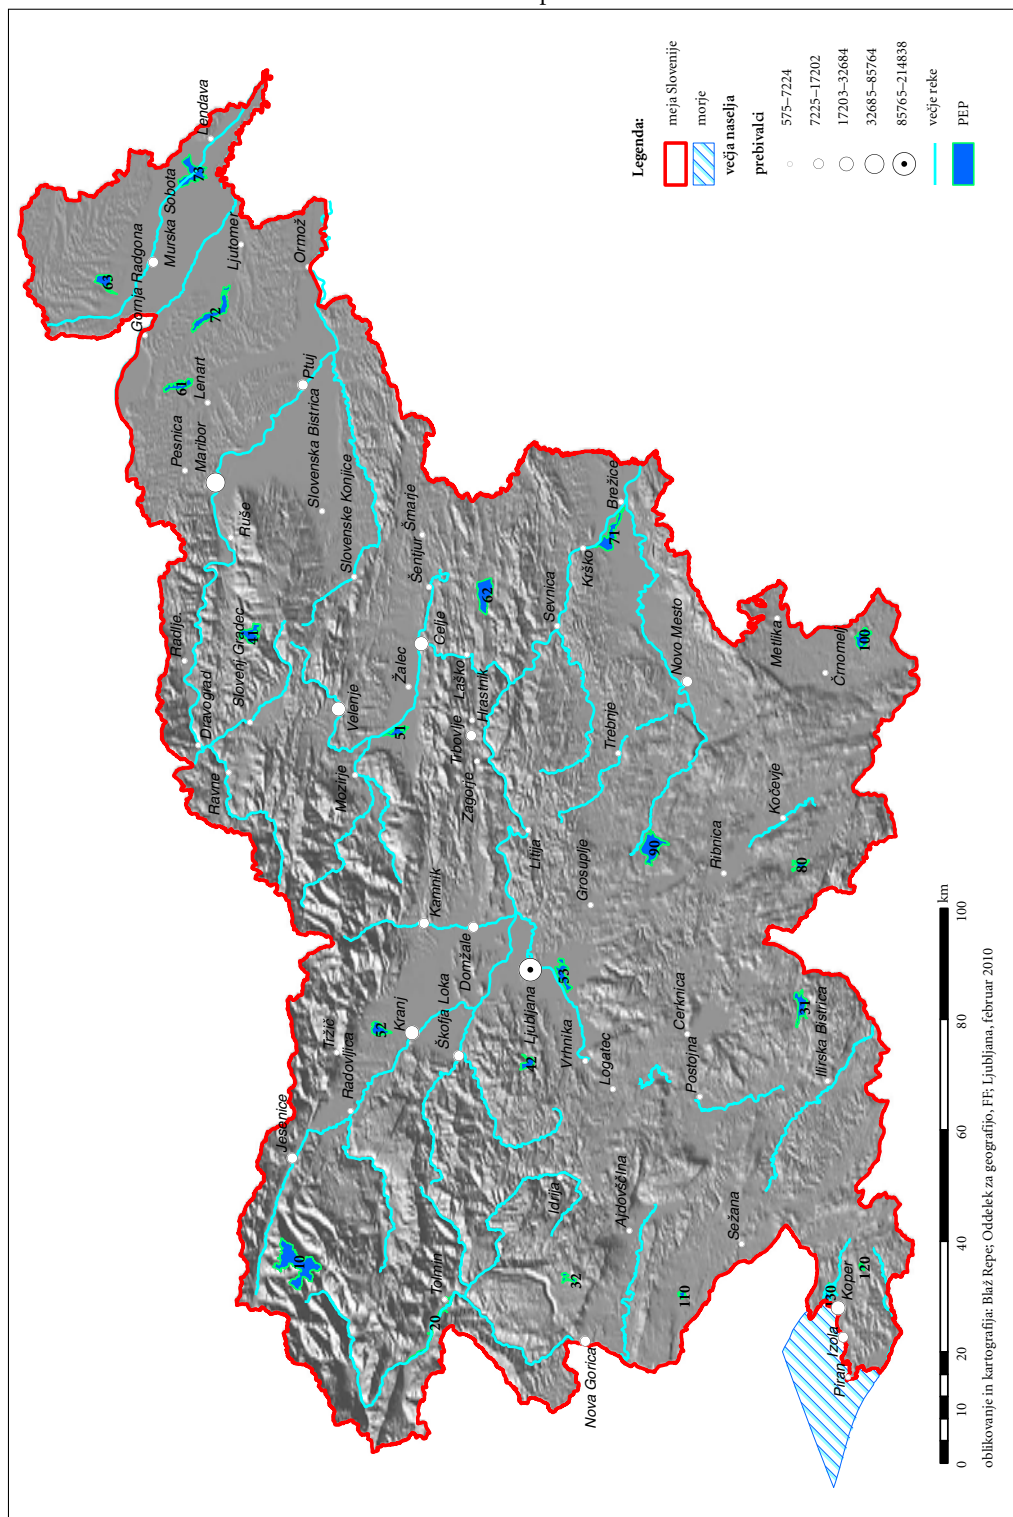 Legenda:
meja Slovenije
morje
večja naselja
prebivalci
575–7224
7225–17202
17203–32684
32685–85764
85765–214838
večje reke
PEP
Lendava
73
Murska Sobota
63
Gornja Radgona
Ljutomer
Ormož
72
61
Lenart
Pesnica
Maribor
Ptuj
Slovenska Bistrica
Ruše
Slovenske Konjice
Radlje
Dravograd
Slovenj Gradec
41
Ravne
Velenje
Mozirje
Šmarje
Šentjur
Celje
Žalec
51
62
Laško
Hrastnik
Trbovlje
Zagorje
Sevnica
Krško
Brežice
71
Novo Mesto
Trebnje
Metlika
Črnomelj
100
Litija
Grosuplje
90
Ribnica
Kočevje
80
Kamnik
Domžale
Ljubljana
53
Tržič
52
Kranj
Škofja Loka
Radovljica
Jesenice
42
Vrhnika
Logatec
Cerknica
Postojna
31
Ilirska Bistrica
10
Tolmin
20
Idrija
32
Ajdovščina
Sežana
110
Nova Gorica
30
Koper
120
Izola
Piran
0
10
20
40
60
80
100
km
oblikovanje in kartografija: Blaž Repe; Oddelek za geografijo, FF; Ljubljana, februar 2010